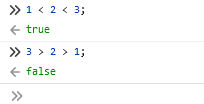 >> 1 < 2 < 3;
← true
>> 3 > 2 > 1;
← false
>>